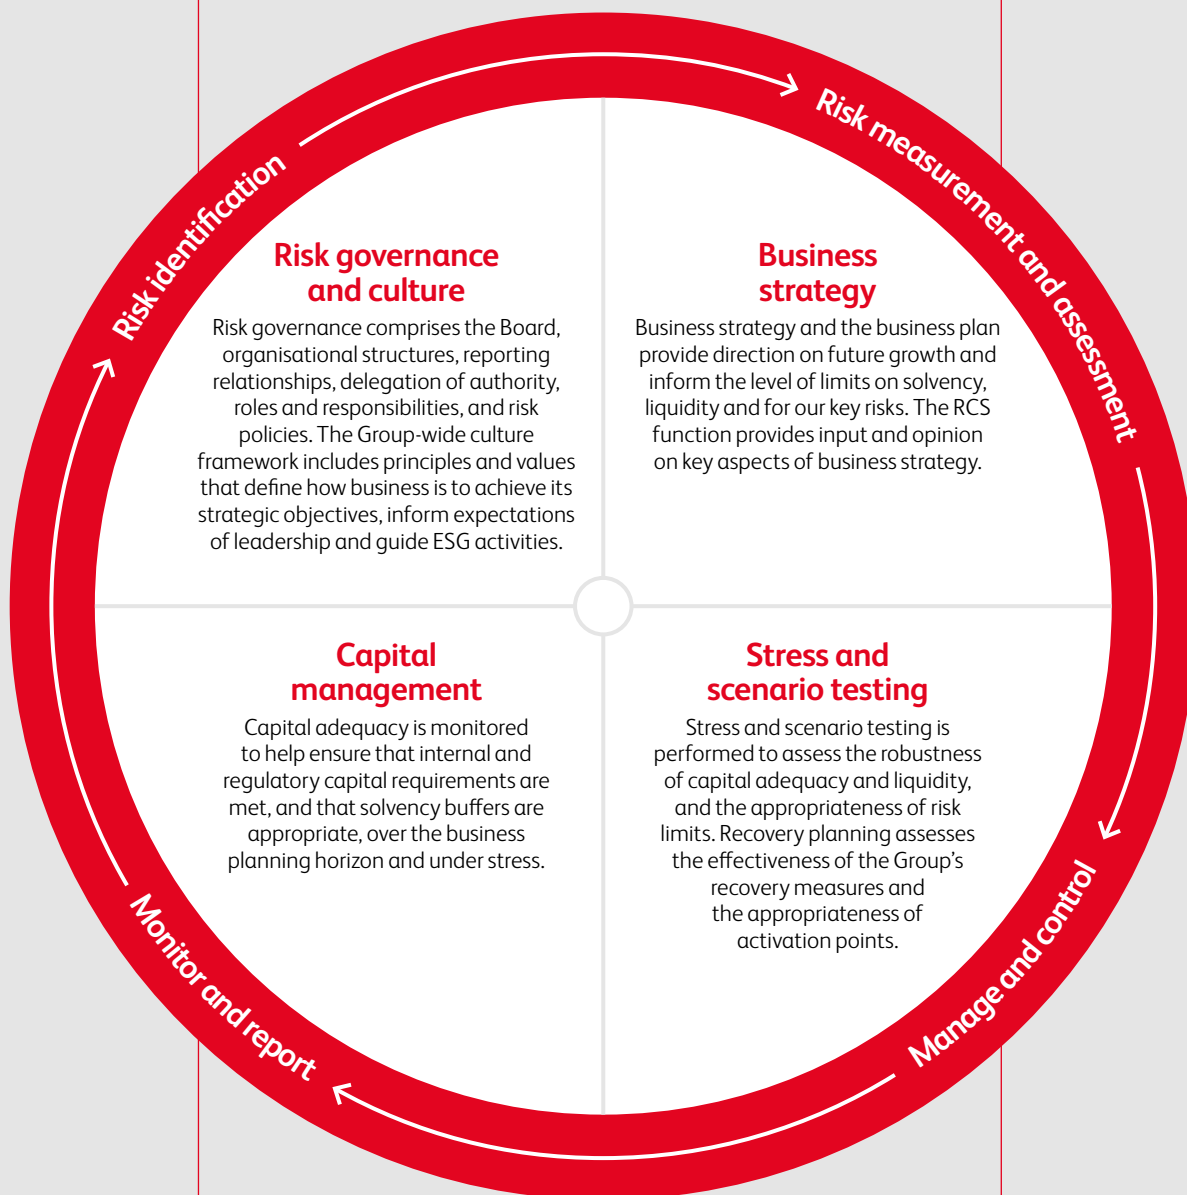 Risk identification
Risk measurement and assessment
Manage and control
Monitor and report
Risk governance
and culture
Risk governance comprises the Board,
organisational structures, reporting
relationships, delegation of authority,
roles and responsibilities, and risk
policies. The Group-wide culture
framework includes principles and values
that define how business is to achieve its
strategic objectives, inform expectations
of leadership and guide ESG activities.
Business
strategy
Business strategy and the business plan
provide direction on future growth and
inform the level of limits on solvency,
liquidity and for our key risks. The RCS
function provides input and opinion
on key aspects of business strategy.
Capital
management
Capital adequacy is monitored
to help ensure that internal and
regulatory capital requirements are
met, and that solvency buffers are
appropriate, over the business
planning horizon and under stress.
Stress and
scenario testing
Stress and scenario testing is
performed to assess the robustness
of capital adequacy and liquidity,
and the appropriateness of risk
limits. Recovery planning assesses
the effectiveness of the Group’s
recovery measures and
the appropriateness of
activation points.